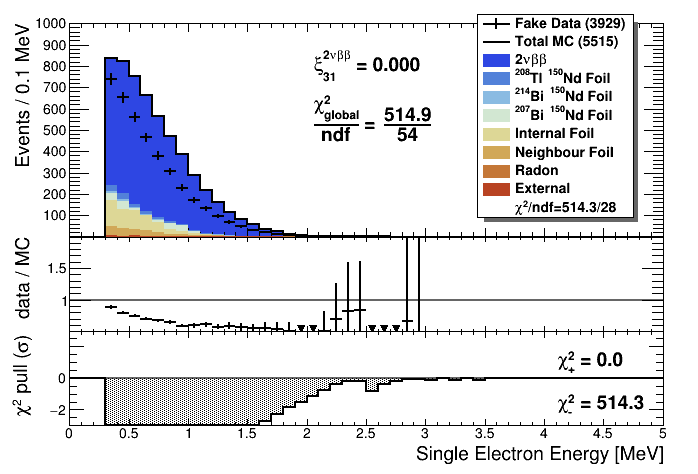 Events / 0.1 MeV
1000
900
800
700
600
500
400
300
200
100
ξ³¹^2νββ = 0.000
χ²global/ndf = 514.9/54
Fake Data (3929)
Total MC (5515)
2νββ
²⁰⁸Tl ¹⁵⁰Nd Foil
²¹⁴Bi ¹⁵⁰Nd Foil
²⁰⁷Bi ¹⁵⁰Nd Foil
Internal Foil
Neighbour Foil
Radon
External
χ²/ndf=514.3/28
data / MC
1.5
1
χ² pull (σ)
0
−2
χ²₊ = 0.0
χ²₋ = 514.3
0 0.5 1 1.5 2 2.5 3 3.5 4 4.5 5
Single Electron Energy [MeV]